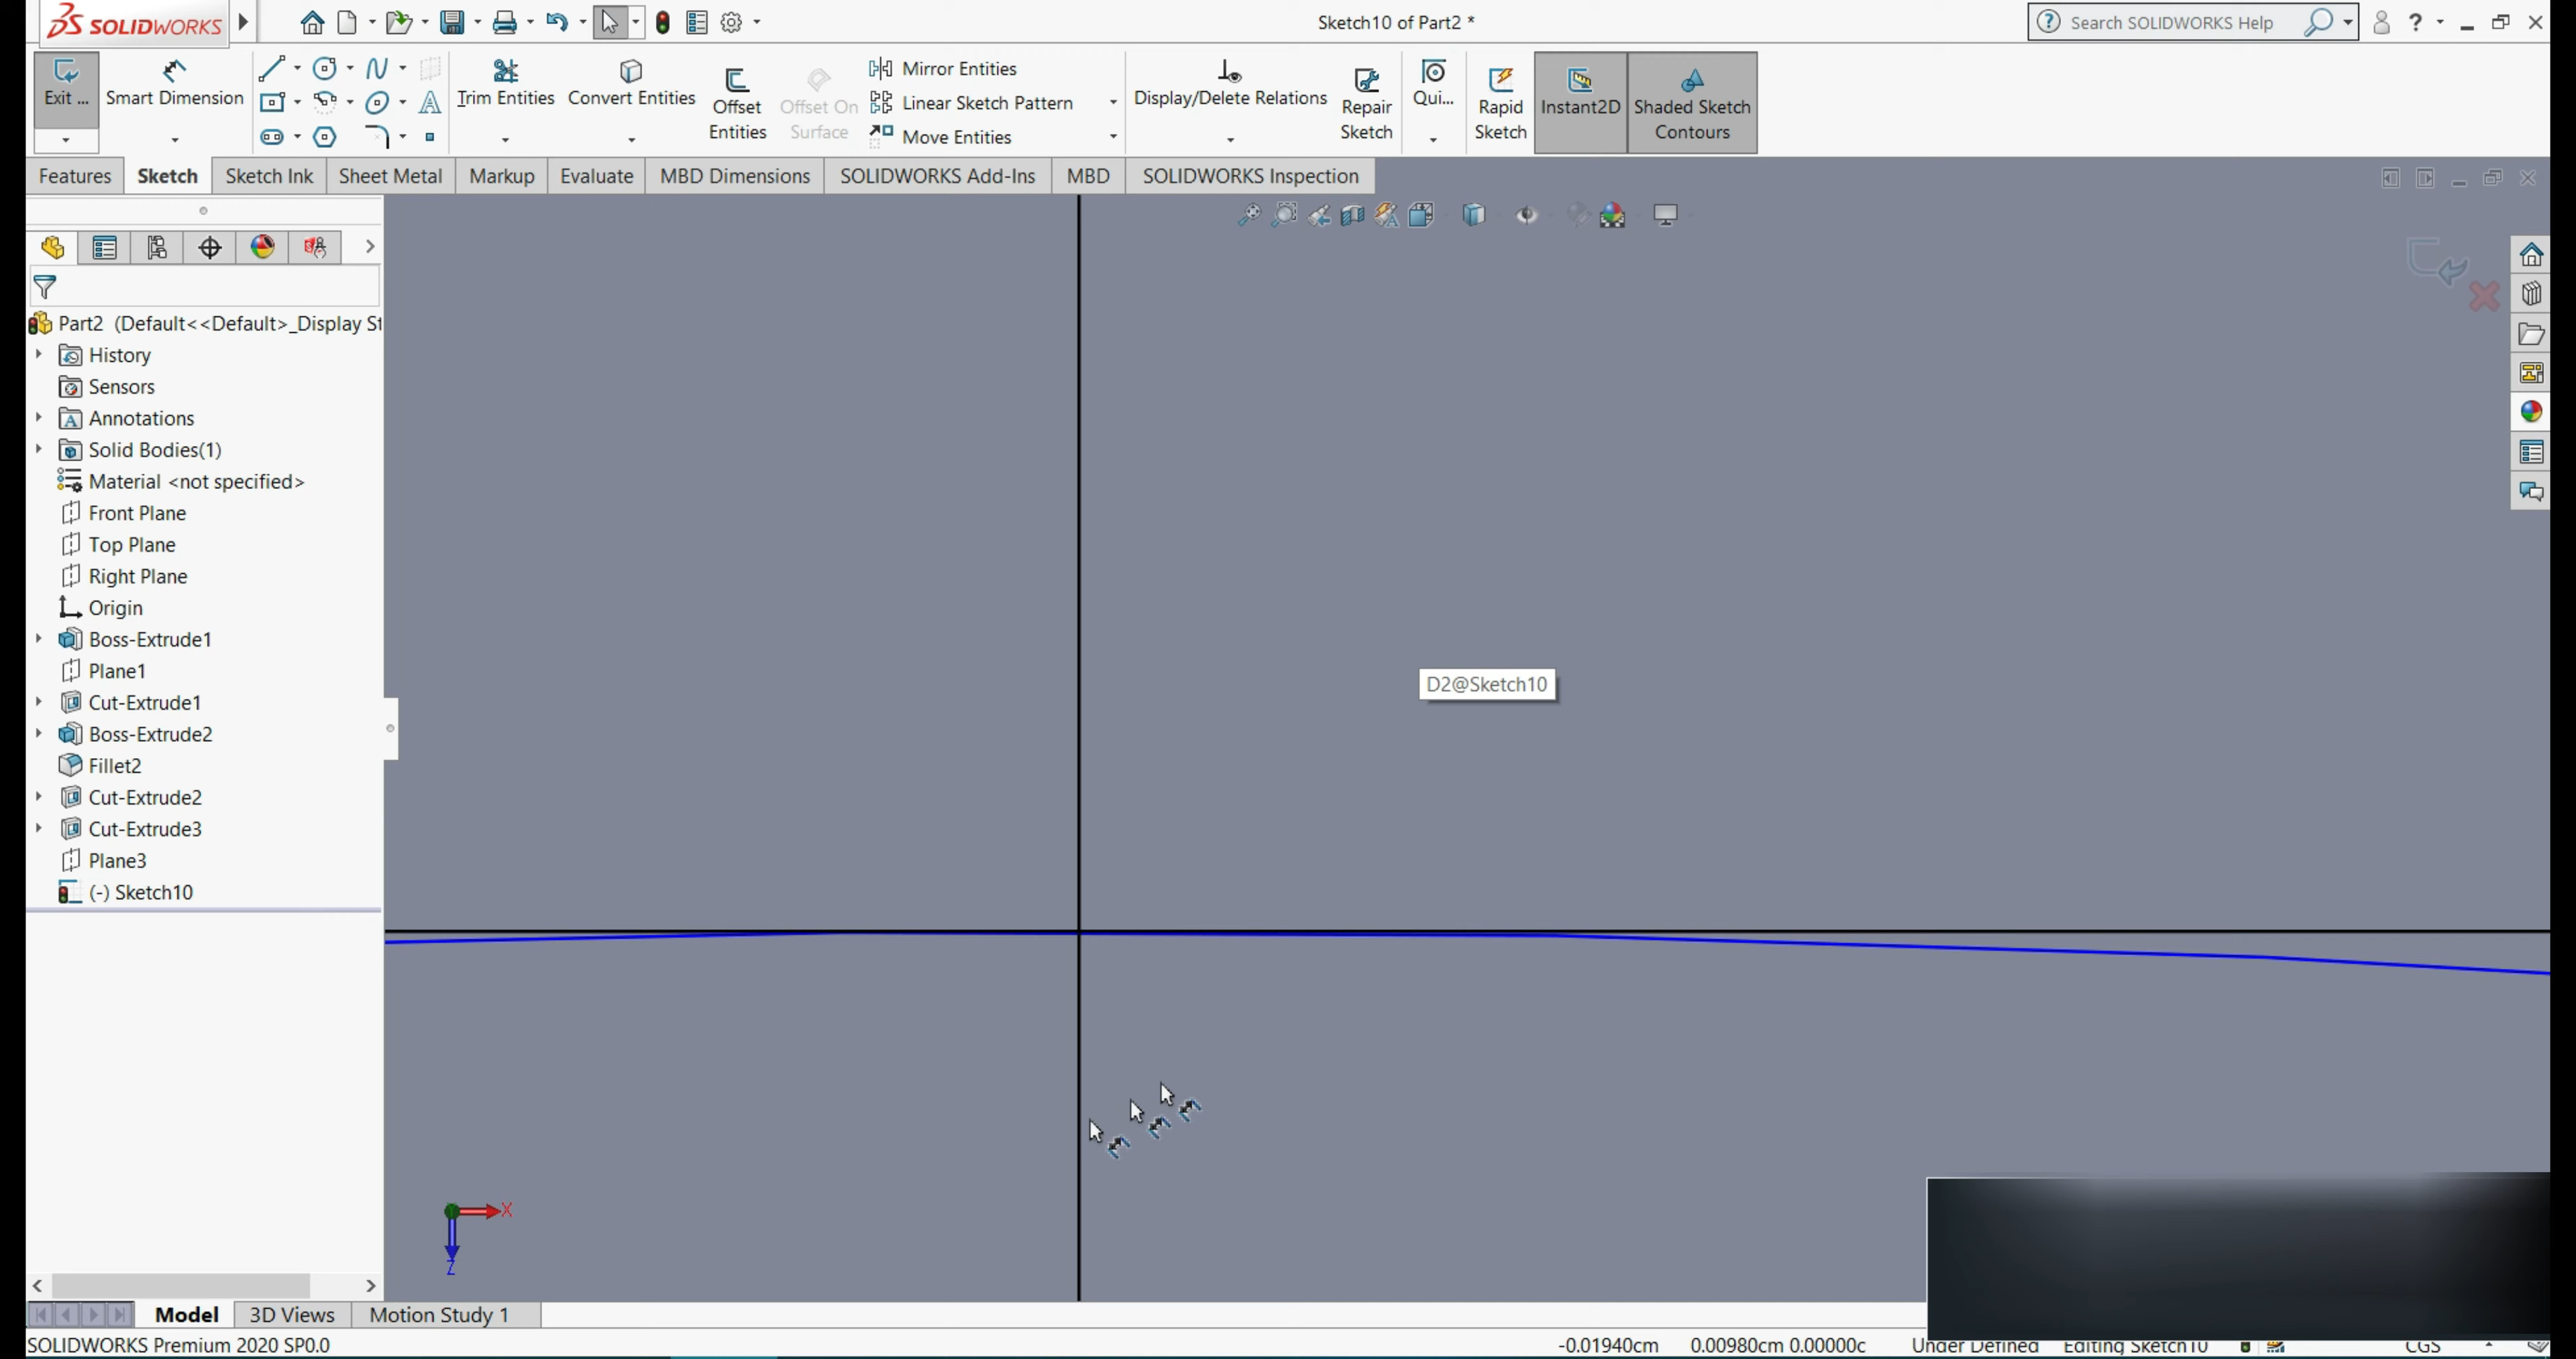 SOLIDWORKS
Sketch10 of Part2 *
Search SOLIDWORKS Help
?
Exit ...
Smart Dimension
Trim Entities
Convert Entities
Offset
Entities
Offset On
Surface
Mirror Entities
Linear Sketch Pattern
Move Entities
Display/Delete Relations
Repair
Sketch
Qui...
Rapid
Sketch
Instant2D
Shaded Sketch
Contours
Features
Sketch
Sketch Ink
Sheet Metal
Markup
Evaluate
MBD Dimensions
SOLIDWORKS Add-Ins
MBD
SOLIDWORKS Inspection
Part2 (Default<<Default>_Display St
History
Sensors
Annotations
Solid Bodies(1)
Material <not specified>
Front Plane
Top Plane
Right Plane
Origin
Boss-Extrude1
Plane1
Cut-Extrude1
Boss-Extrude2
Fillet2
Cut-Extrude2
Cut-Extrude3
Plane3
(-) Sketch10
D2@Sketch10
X
Z
Model
3D Views
Motion Study 1
SOLIDWORKS Premium 2020 SP0.0
-0.01940cm
0.00980cm 0.00000c
Under Defined
Editing Sketch10
CGS